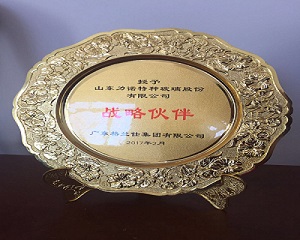 授予
山东力诺特种玻璃股份
有限公司
战略伙伴
广东格兰仕集团有限公司
2017年2月